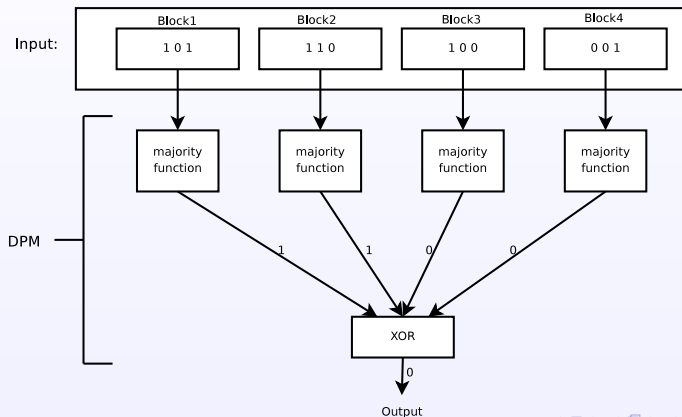 Block1 Block2 Block3 Block4
Input: 1 0 1 1 1 0 1 0 0 0 0 1
majority function majority function majority function majority function
DPM
1 1 0 0
XOR
0
Output